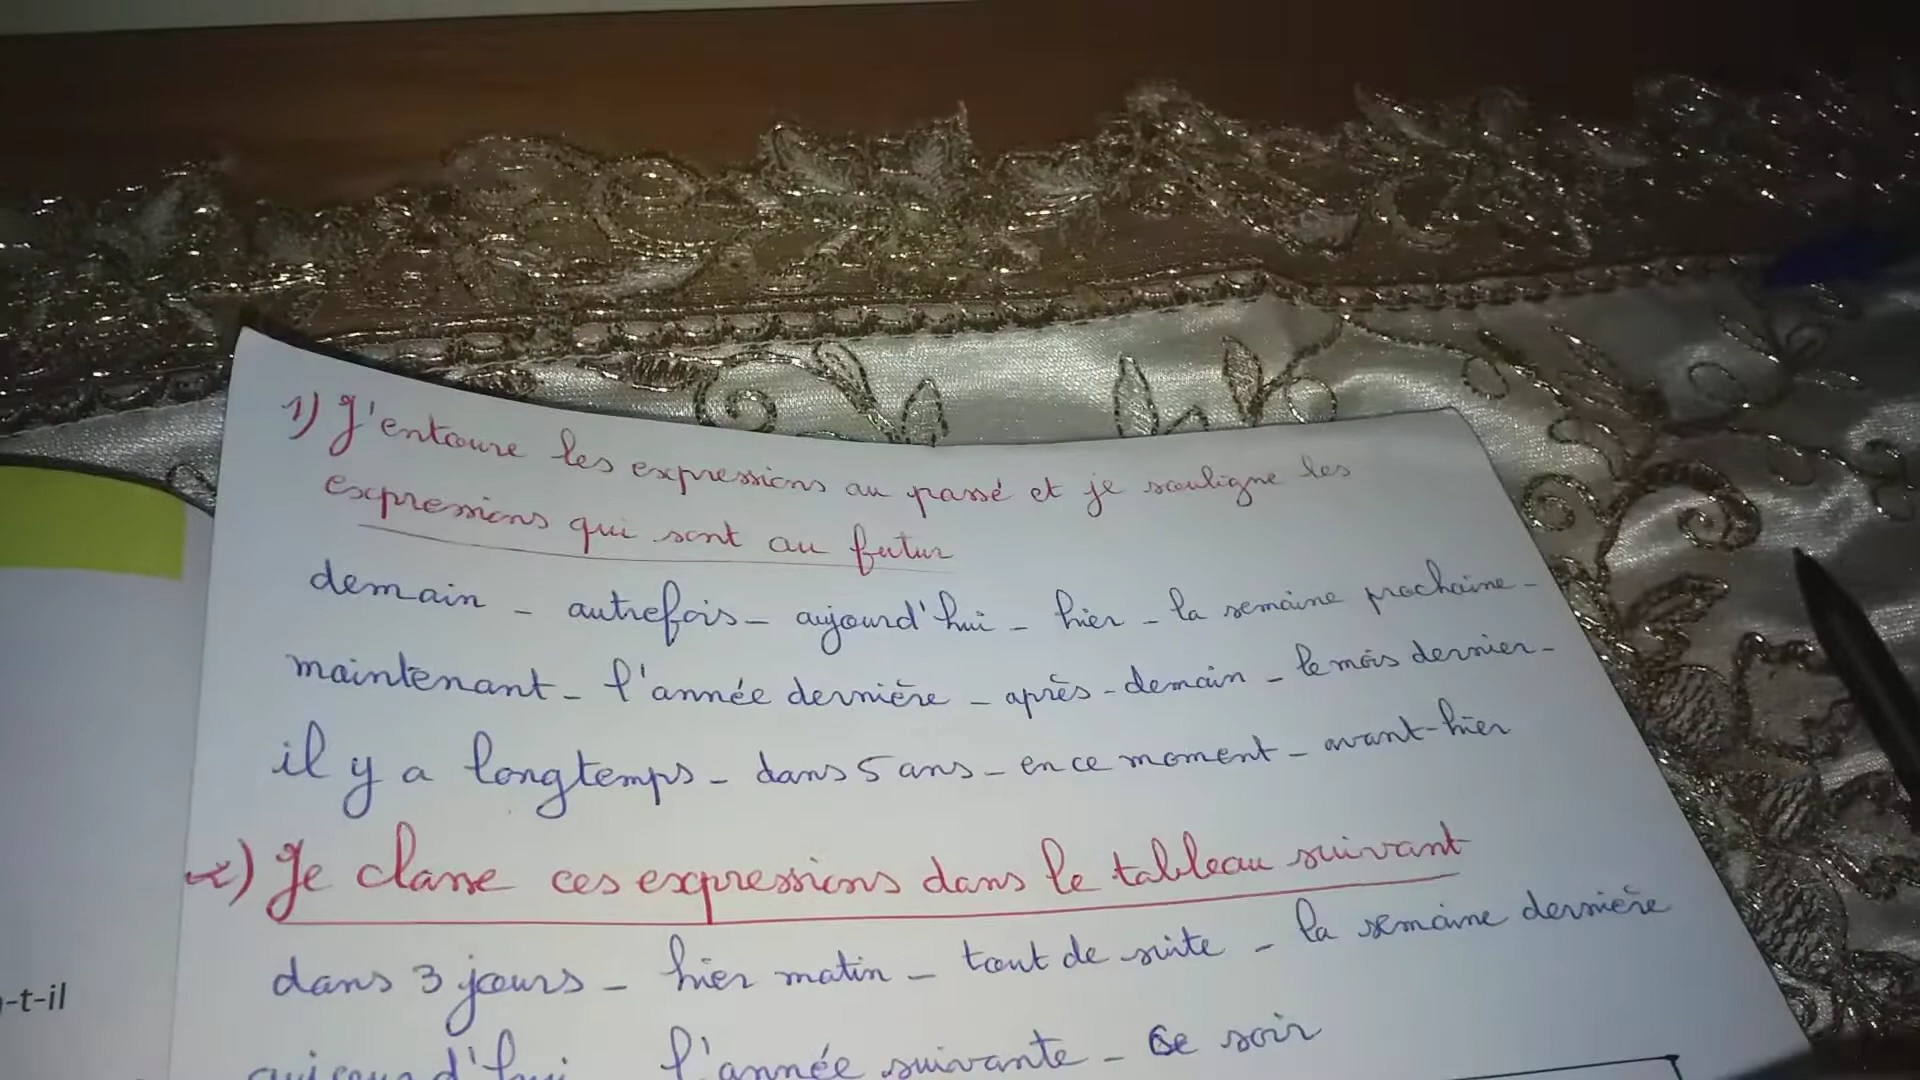 1) J'entoure les expressions au passé et je souligne les
expressions qui sont au futur
demain - autrefois - aujourd'hui - hier - la semaine prochaine -
maintenant - l'année dernière - après-demain - le mois dernier -
il y a longtemps - dans 5 ans - en ce moment - avant-hier
2) Je classe ces expressions dans le tableau suivant
dans 3 jours - hier matin - tout de suite - la semaine dernière
aujourd'hui l'année suivante - ce soir
-t-il